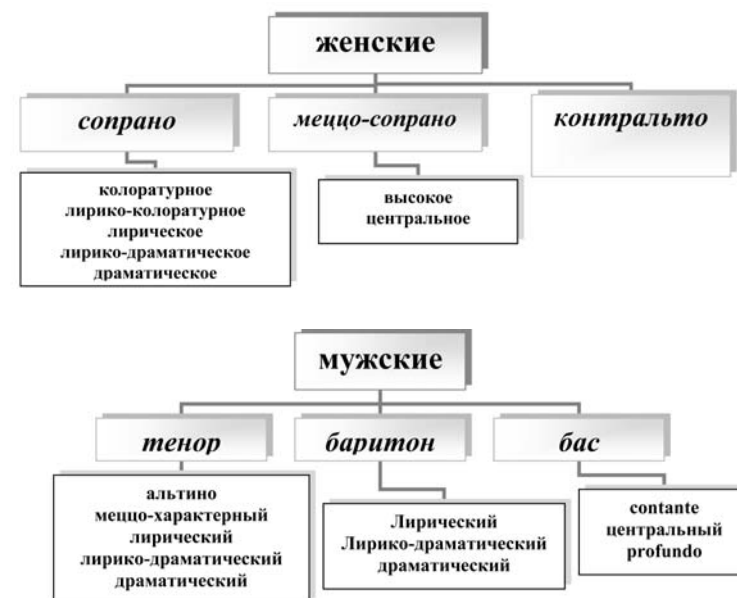 женские
сопрано
меццо-сопрано
контральто
колоратурное
лирико-колоратурное
лирическое
лирико-драматическое
драматическое
высокое
центральное
мужские
тенор
баритон
бас
альтино
меццо-характерный
лирический
лирико-драматический
драматический
Лирический
Лирико-драматический
драматический
contante
центральный
profundo